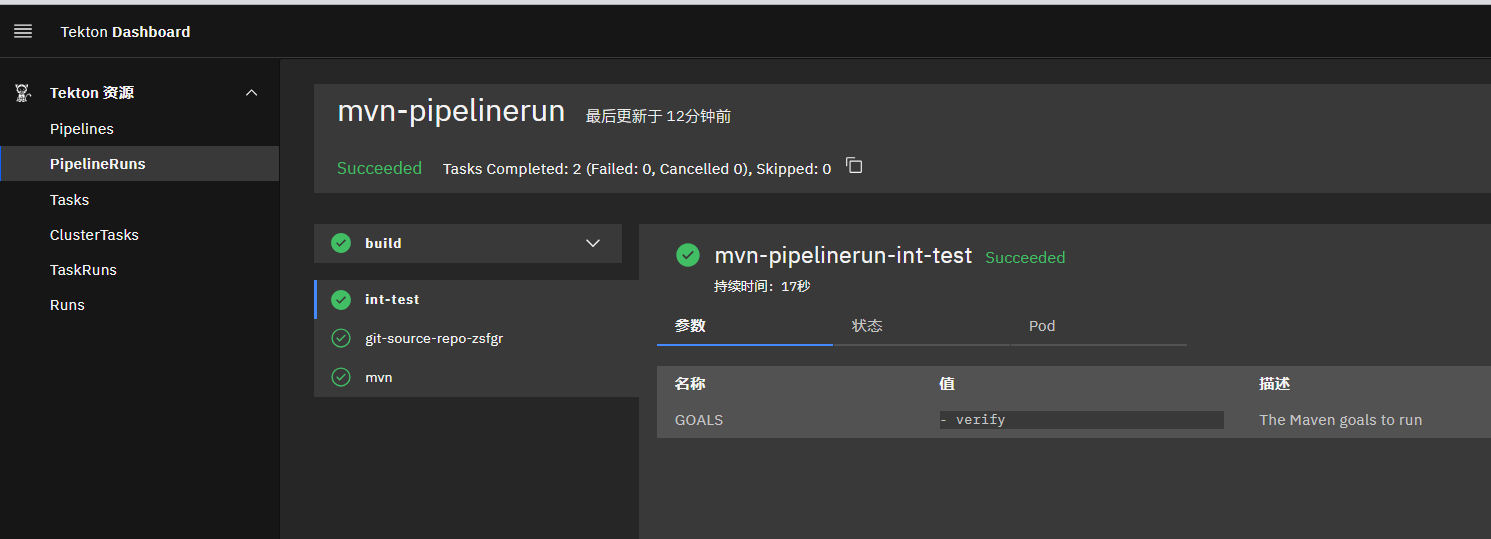 Tekton Dashboard
Tekton 资源
Pipelines
PipelineRuns
Tasks
ClusterTasks
TaskRuns
Runs
mvn-pipelinerun 最后更新于 12分钟前
Succeeded Tasks Completed: 2 (Failed: 0, Cancelled 0), Skipped: 0
build
int-test
git-source-repo-zsfgr
mvn
mvn-pipelinerun-int-test Succeeded
持续时间：17秒
参数 状态 Pod
名称 值 描述
GOALS - verify The Maven goals to run